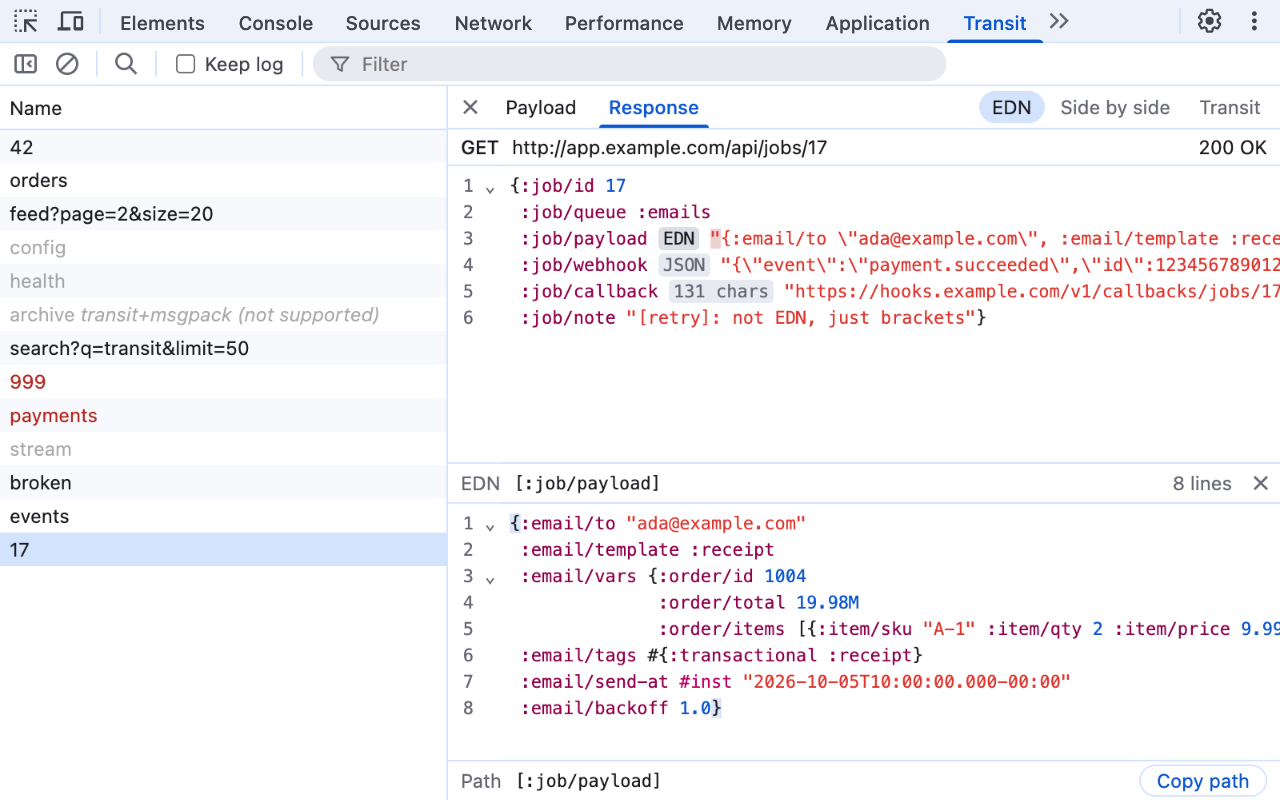 Elements Console Sources Network Performance Memory Application Transit
Keep log Filter
Name
42
orders
feed?page=2&size=20
config
health
archive transit+msgpack (not supported)
search?q=transit&limit=50
999
payments
stream
broken
events
17
Payload Response EDN Side by side Transit
GET http://app.example.com/api/jobs/17 200 OK
1 {:job/id 17
2 :job/queue :emails
3 :job/payload EDN "{:email/to \"ada@example.com\", :email/template :rece
4 :job/webhook JSON "{\"event\":\"payment.succeeded\",\"id\":123456789012
5 :job/callback 131 chars "https://hooks.example.com/v1/callbacks/jobs/17
6 :job/note "[retry]: not EDN, just brackets"}
EDN [:job/payload] 8 lines
1 {:email/to "ada@example.com"
2 :email/template :receipt
3 :email/vars {:order/id 1004
4 :order/total 19.98M
5 :order/items [{:item/sku "A-1" :item/qty 2 :item/price 9.99
6 :email/tags #{:transactional :receipt}
7 :email/send-at #inst "2026-10-05T10:00:00.000-00:00"
8 :email/backoff 1.0}
Path [:job/payload] Copy path